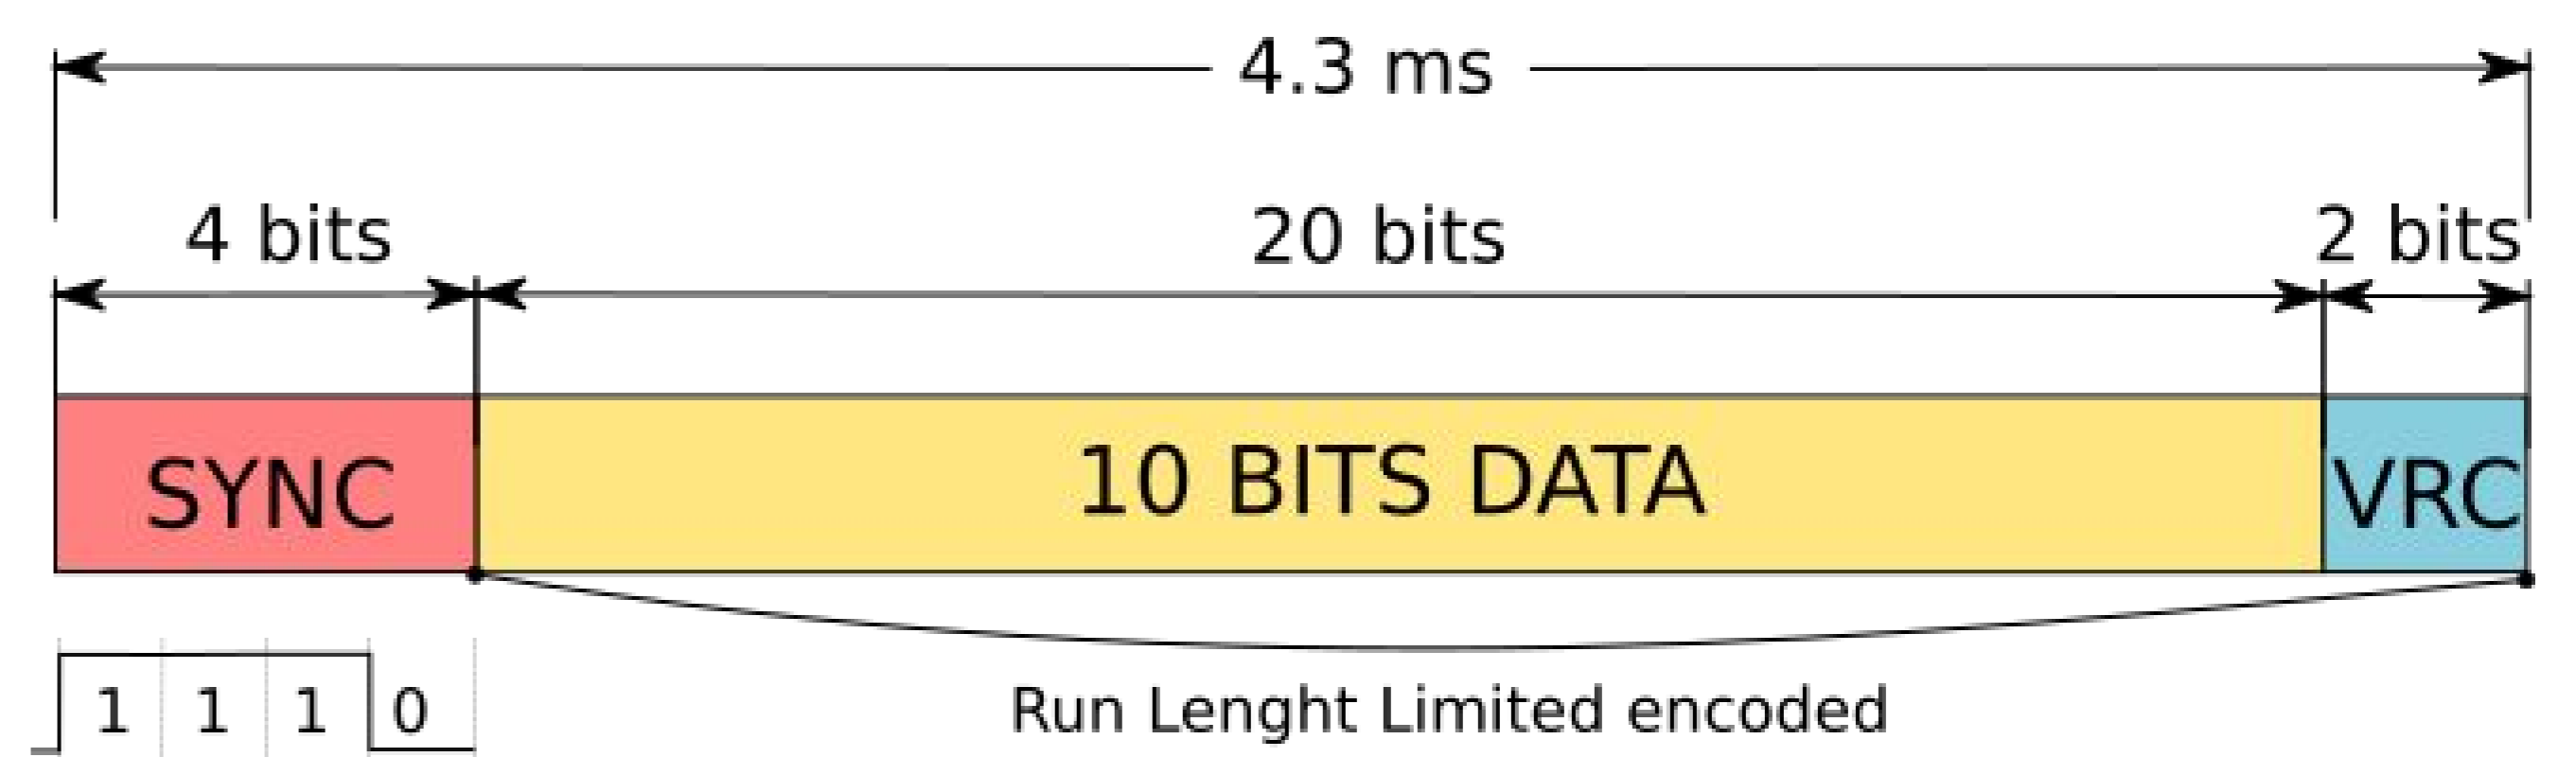 4.3 ms
4 bits
20 bits
2 bits
SYNC
10 BITS DATA
VRC
1 1 1 0
Run Lenght Limited encoded